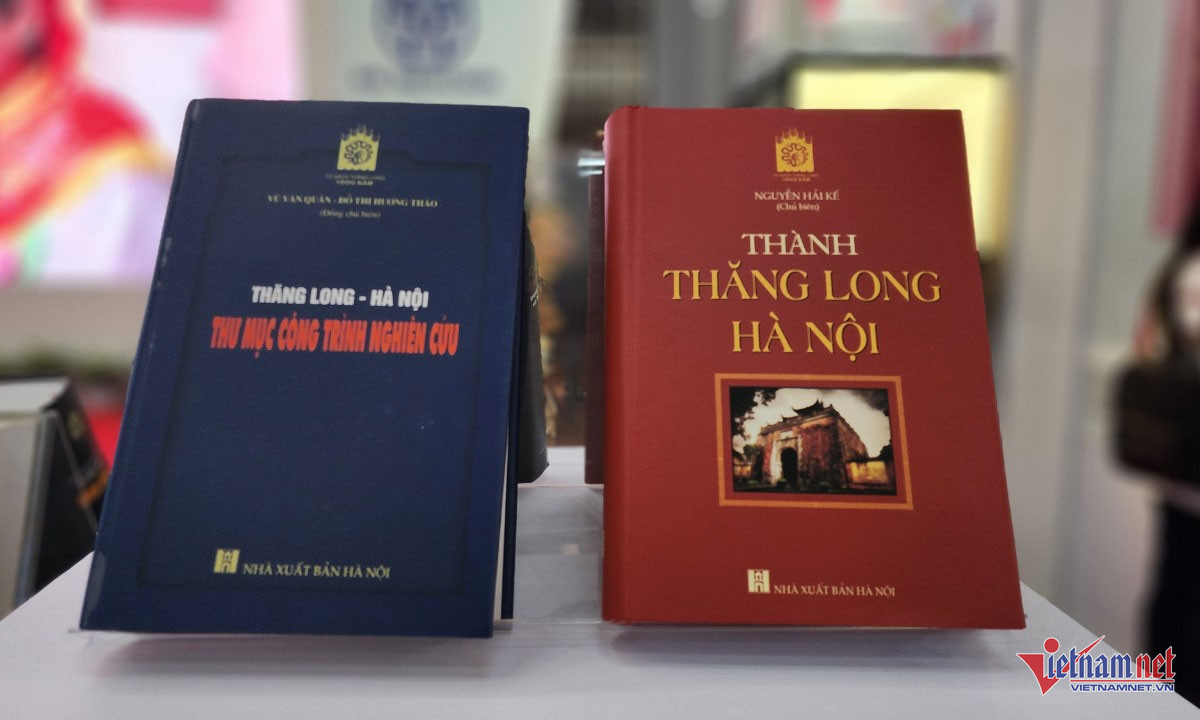 VŨ VĂN QUÂN - ĐỖ THỊ HƯƠNG THẢO
(Đồng chủ biên)
THĂNG LONG - HÀ NỘI
THƯ MỤC CÔNG TRÌNH NGHIÊN CỨU
NHÀ XUẤT BẢN HÀ NỘI
NGUYỄN HẢI KẾ
(Chủ biên)
THÀNH
THĂNG LONG
HÀ NỘI
NHÀ XUẤT BẢN HÀ NỘI
Vietnamnet
VIETNAMNET.VN